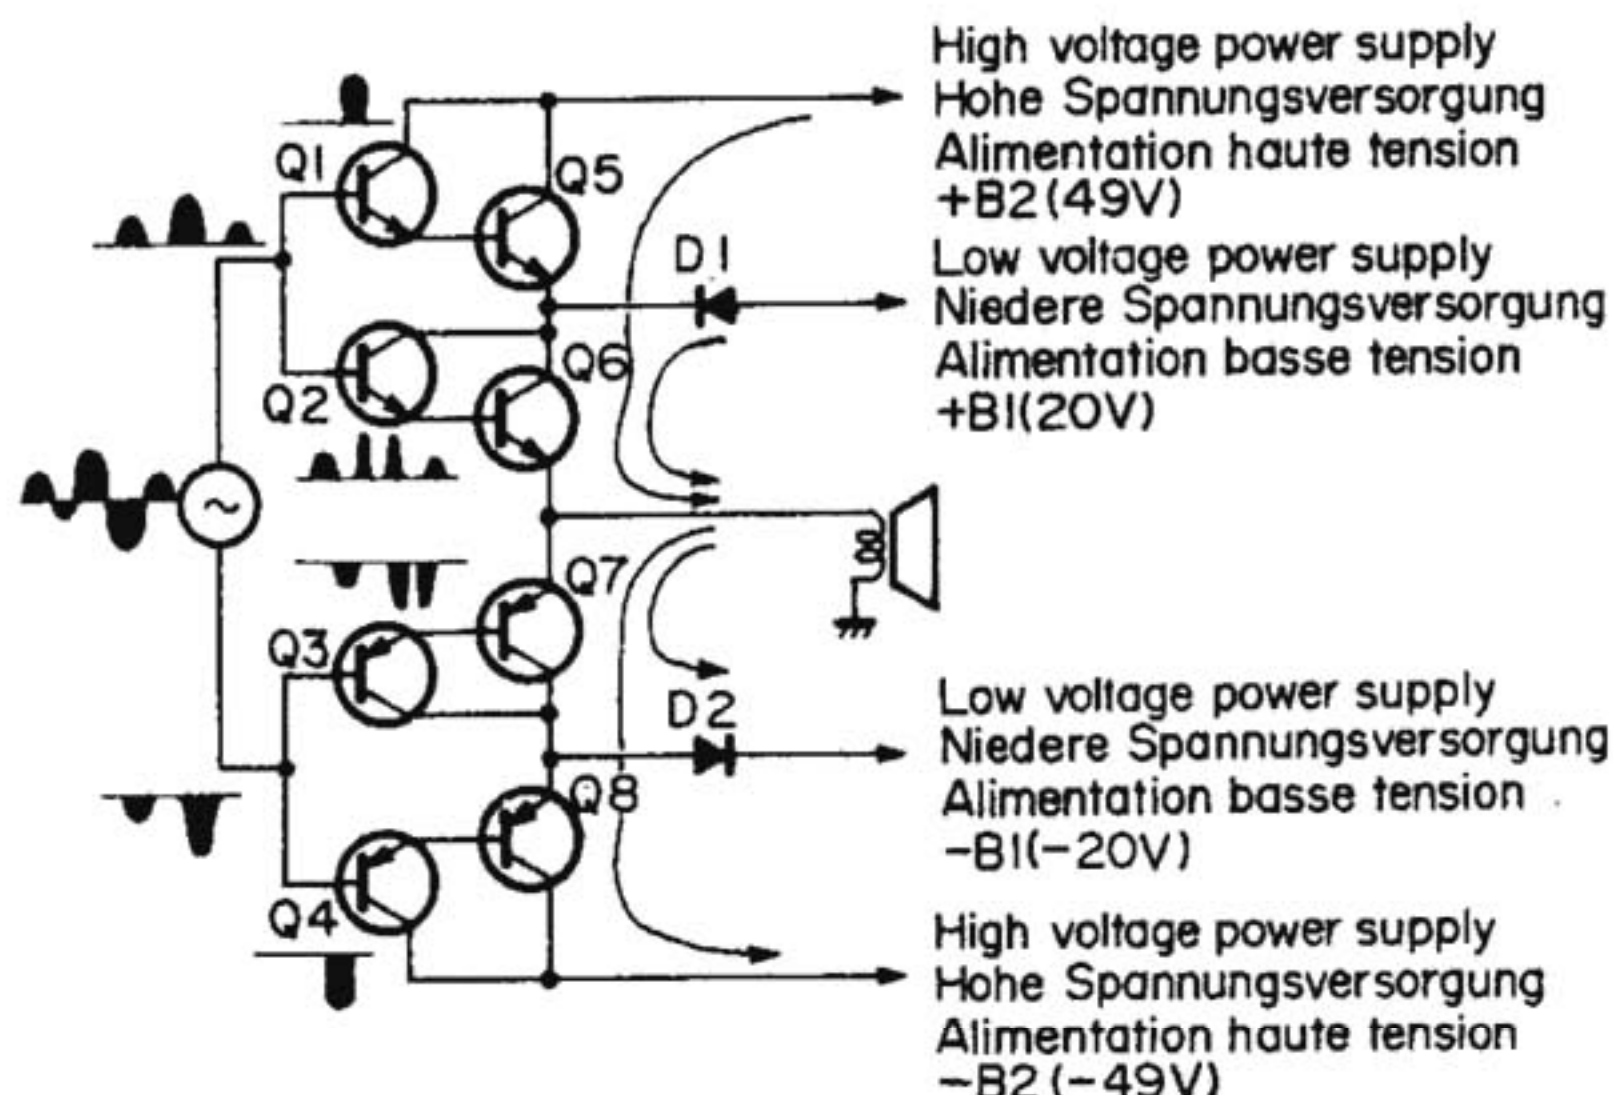 High voltage power supply
Hohe Spannungsversorgung
Alimentation haute tension
+B2(49V)
Q1
Q5
D1
Low voltage power supply
Niedere Spannungsversorgung
Alimentation basse tension
+B1(20V)
Q2
Q6
Q3
Q7
D2
Low voltage power supply
Niedere Spannungsversorgung
Alimentation basse tension
-B1(-20V)
Q4
Q8
High voltage power supply
Hohe Spannungsversorgung
Alimentation haute tension
-B2(-49V)